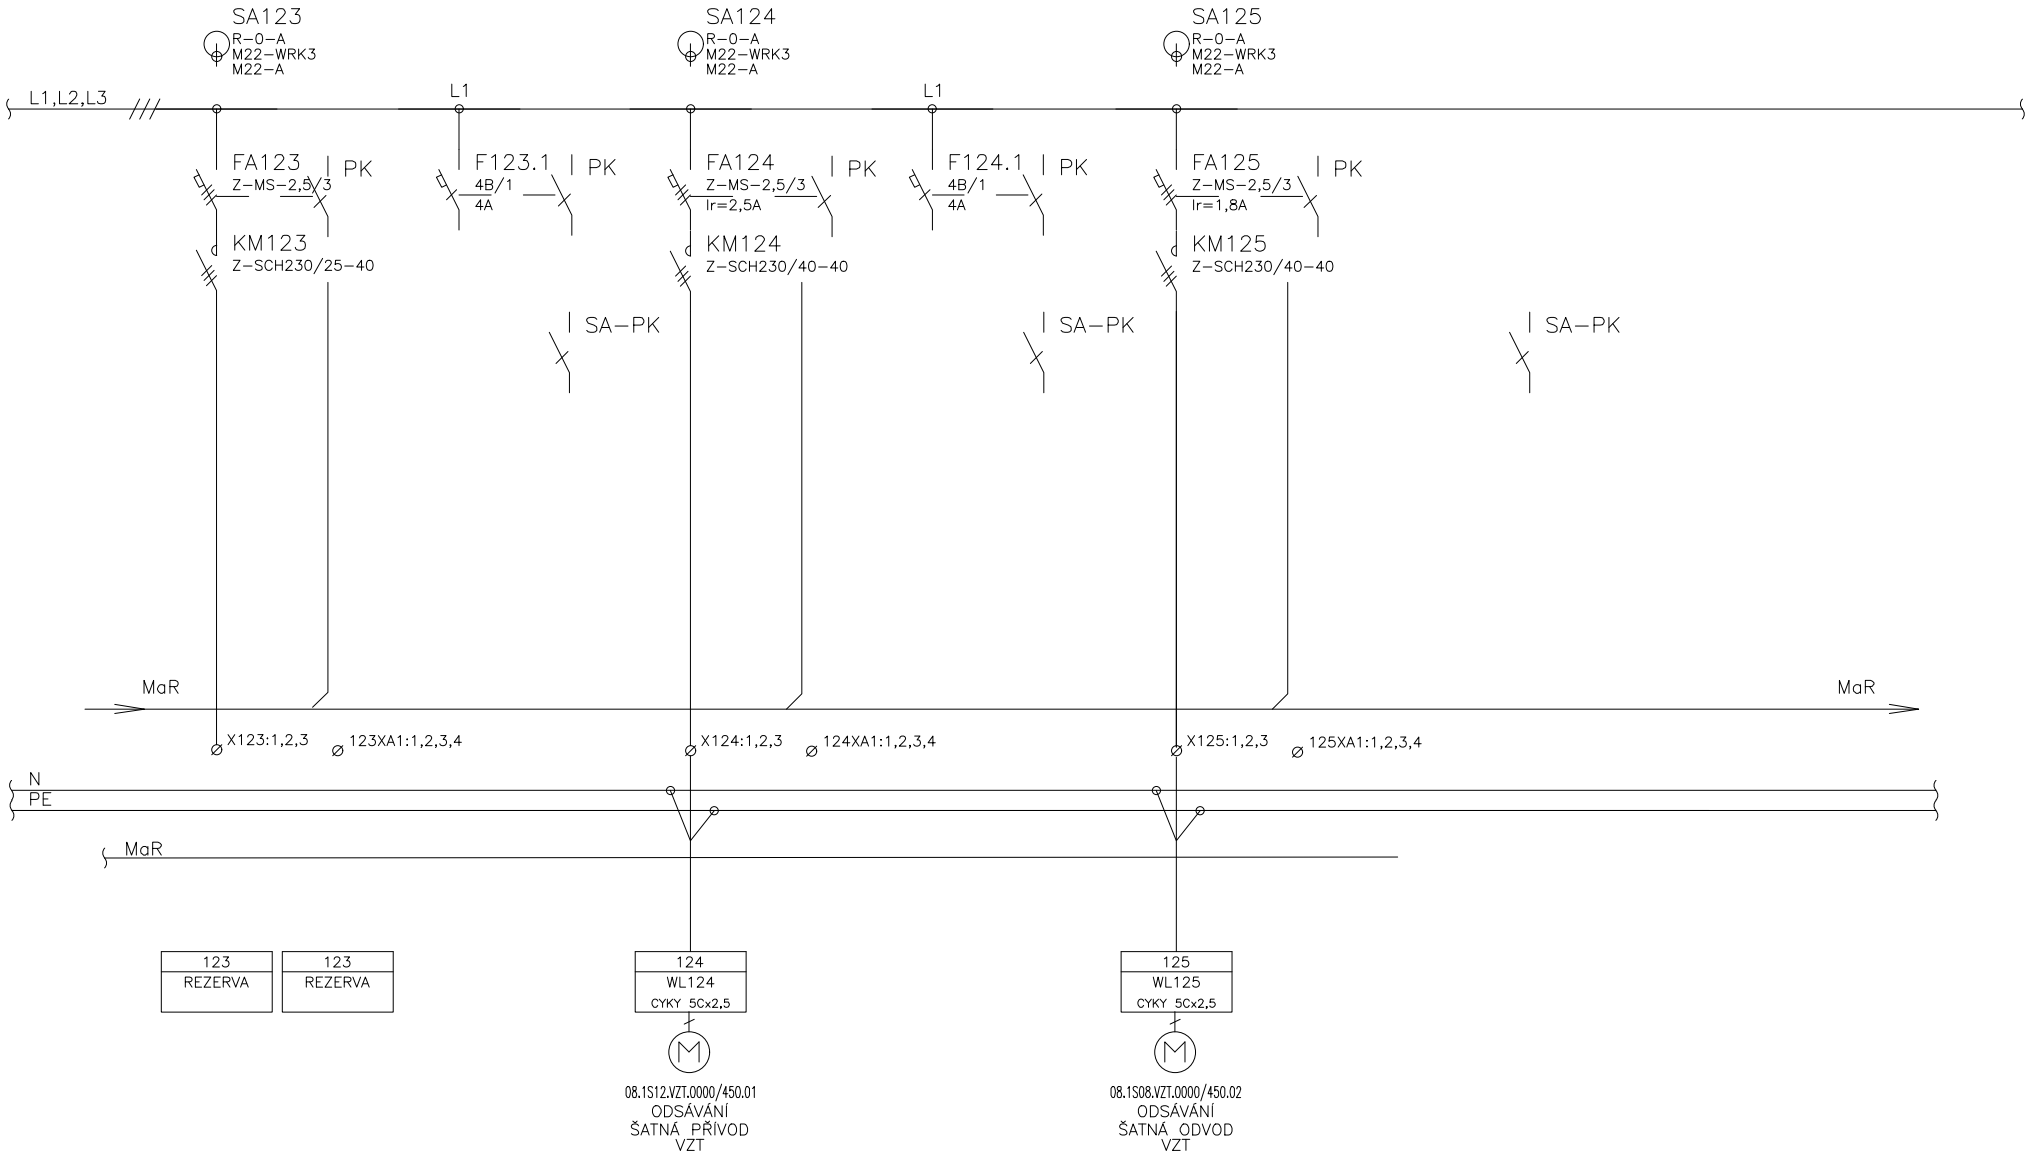 SA123
R-0-A
M22-WRK3
M22-A
SA124
R-0-A
M22-WRK3
M22-A
SA125
R-0-A
M22-WRK3
M22-A
L1,L2,L3
L1
L1
FA123
Z-MS-2,5/3
PK
F123.1
4B/1
4A
PK
FA124
Z-MS-2,5/3
Ir=2,5A
PK
F124.1
4B/1
4A
PK
FA125
Z-MS-2,5/3
Ir=1,8A
PK
KM123
Z-SCH230/25-40
KM124
Z-SCH230/40-40
KM125
Z-SCH230/40-40
SA-PK
SA-PK
SA-PK
MaR
MaR
X123:1,2,3
123XA1:1,2,3,4
X124:1,2,3
124XA1:1,2,3,4
X125:1,2,3
125XA1:1,2,3,4
N
PE
MaR
123
REZERVA
123
REZERVA
124
WL124
CYKY 5Cx2,5
125
WL125
CYKY 5Cx2,5
M
M
08.1S12.VZT.0000/450.01
ODSÁVÁNÍ
ŠATNÁ PŘÍVOD
VZT
08.1S08.VZT.0000/450.02
ODSÁVÁNÍ
ŠATNÁ ODVOD
VZT